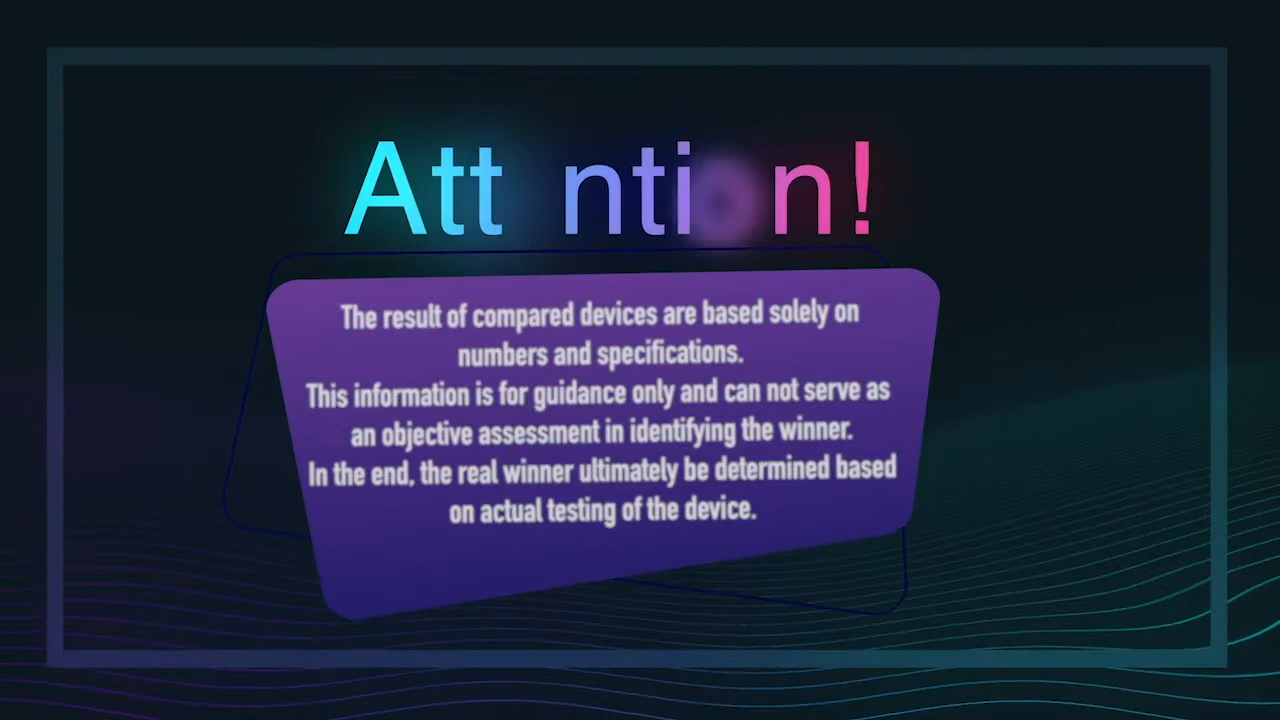 Att ntion!
The result of compared devices are based solely on
numbers and specifications.
This information is for guidance only and can not serve as
an objective assessment in identifying the winner.
In the end, the real winner ultimately be determined based
on actual testing of the device.